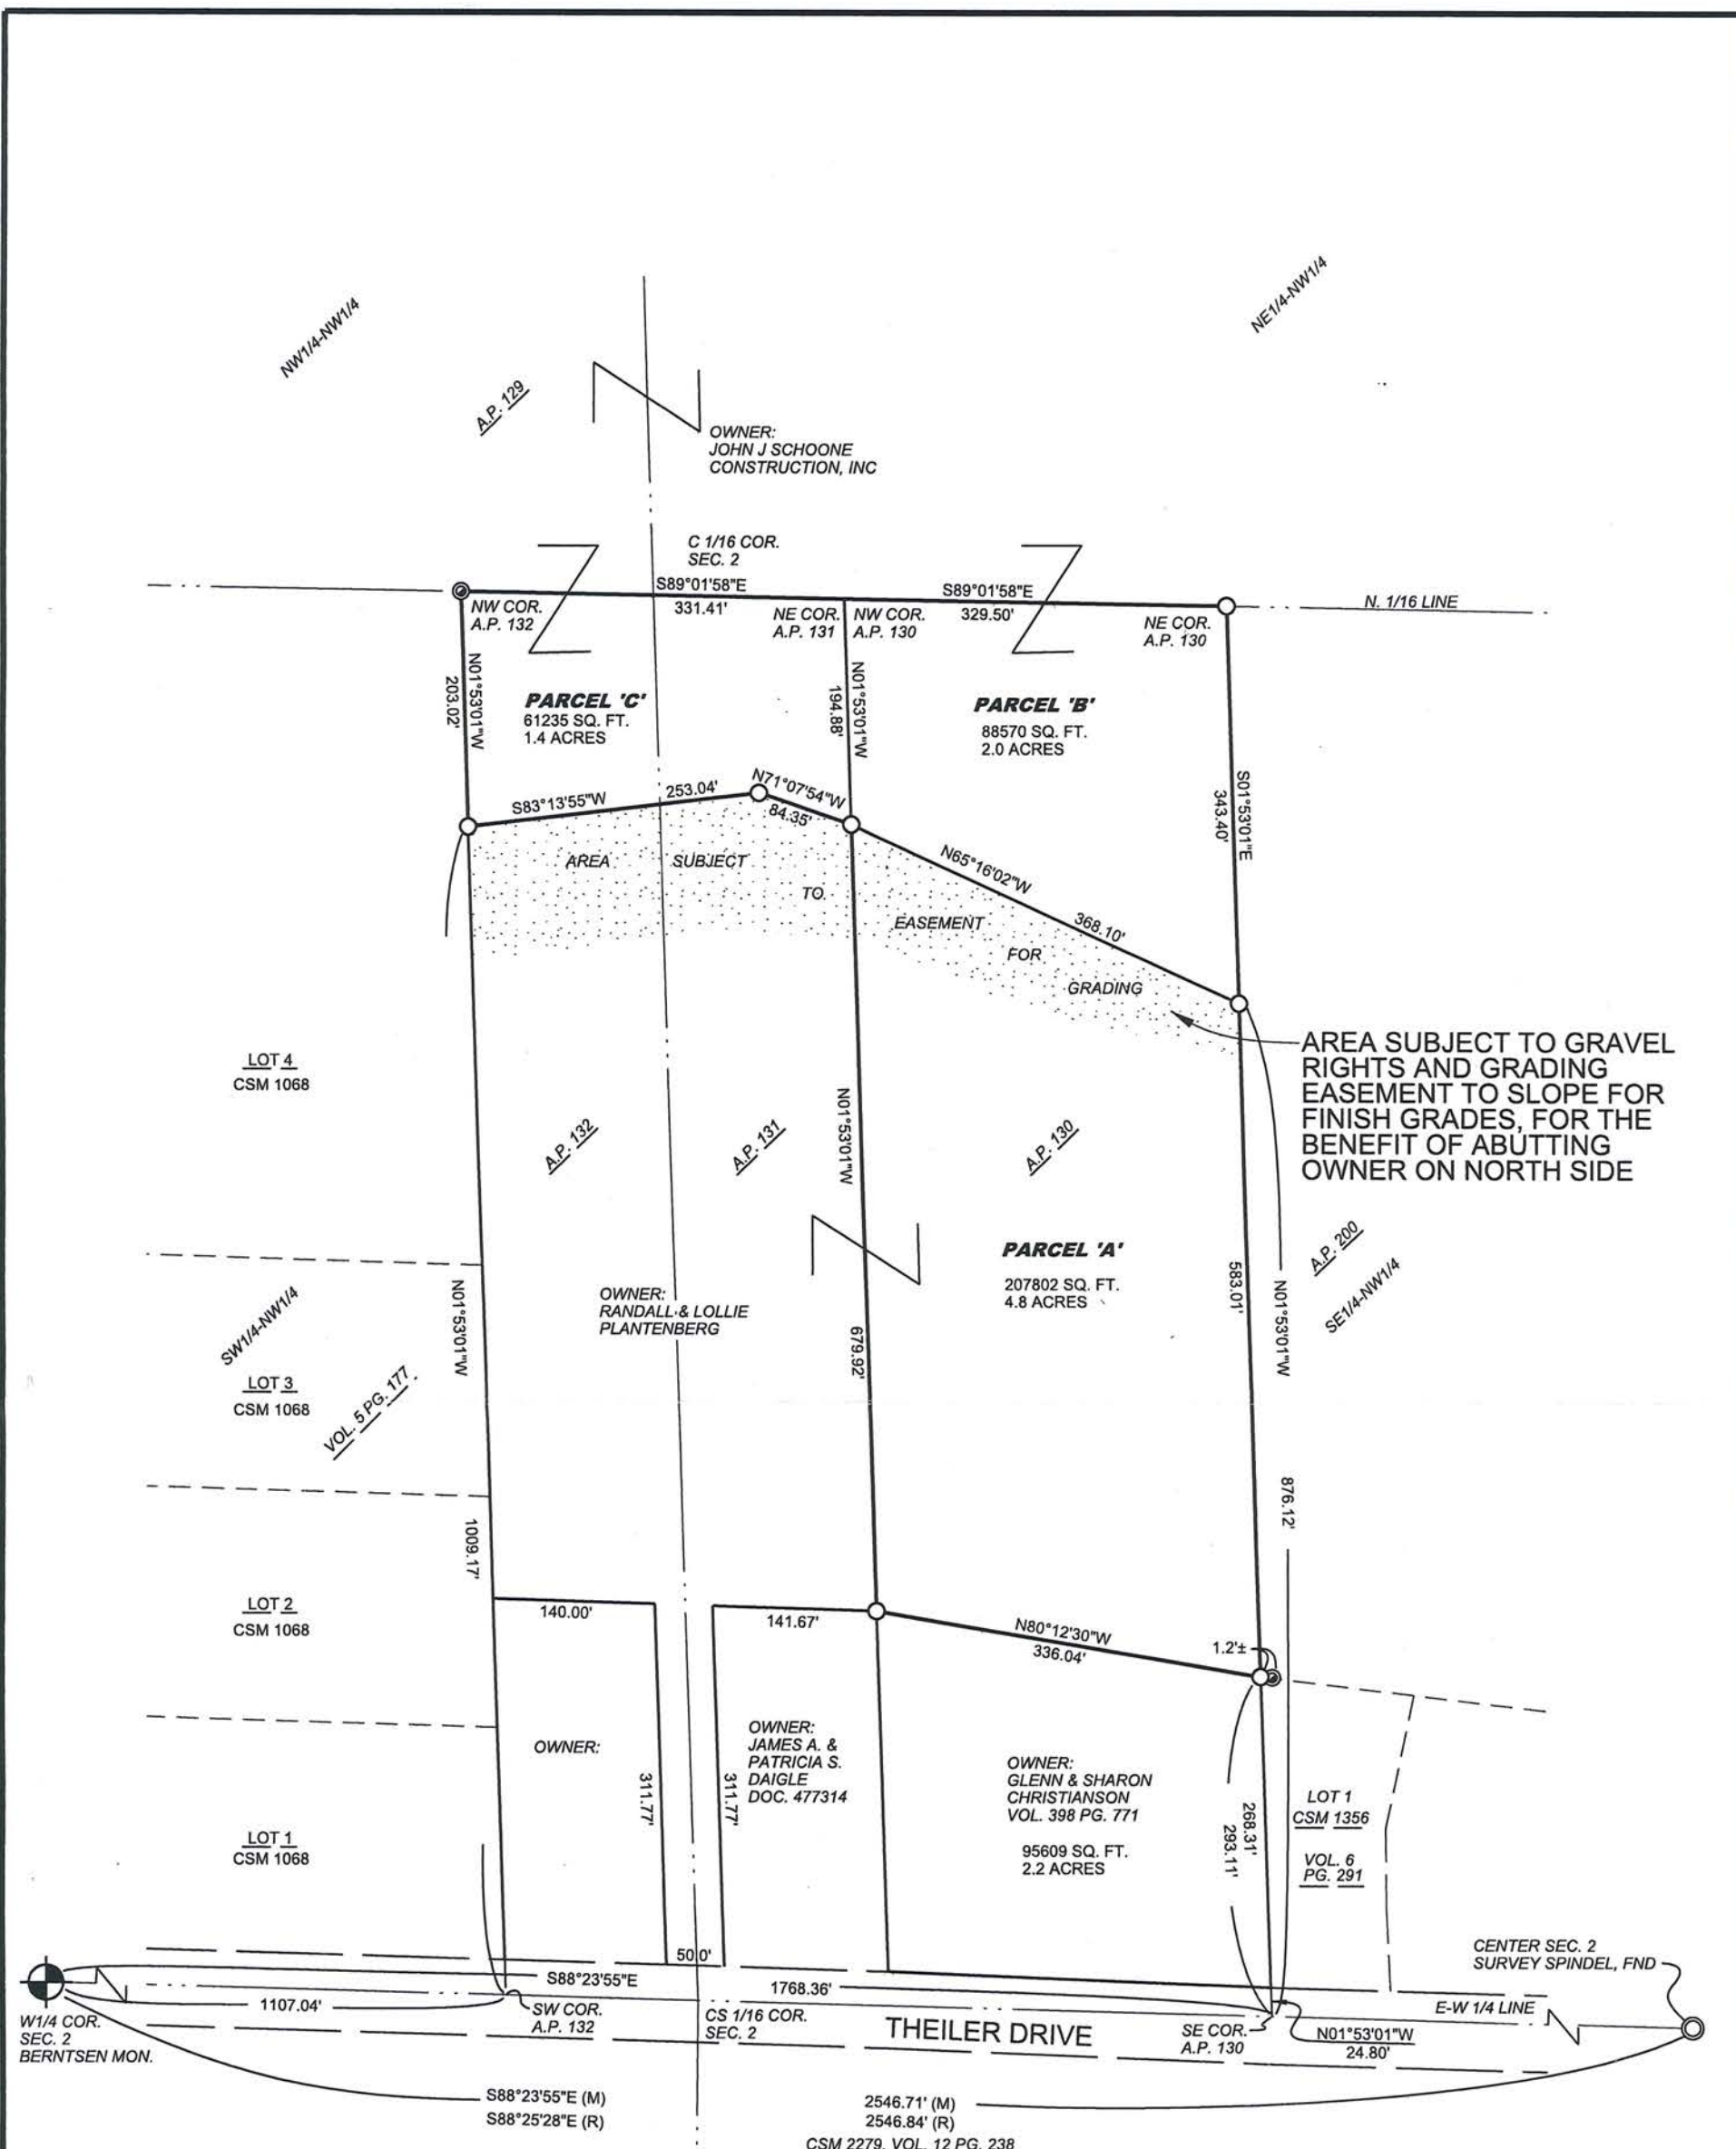 NW1/4-NW1/4
NE1/4-NW1/4
A.P. 129
OWNER:
JOHN J SCHOONE
CONSTRUCTION, INC
C 1/16 COR.
SEC. 2
S89°01'58"E
331.41'
S89°01'58"E
329.50'
N. 1/16 LINE
NW COR.
A.P. 132
NE COR.
A.P. 131
NW COR.
A.P. 130
NE COR.
A.P. 130
N01°53'01"W
203.02'
PARCEL 'C'
61235 SQ. FT.
1.4 ACRES
N01°53'01"W
194.88'
PARCEL 'B'
88570 SQ. FT.
2.0 ACRES
S01°53'01"E
343.40'
S83°13'55"W
253.04'
N71°07'54"W
84.35'
N65°16'02"W
368.10'
AREA SUBJECT TO EASEMENT FOR GRADING
AREA SUBJECT TO GRAVEL
RIGHTS AND GRADING
EASEMENT TO SLOPE FOR
FINISH GRADES, FOR THE
BENEFIT OF ABUTTING
OWNER ON NORTH SIDE
LOT 4
CSM 1068
A.P. 132
A.P. 131
A.P. 130
N01°53'01"W
679.92'
PARCEL 'A'
207802 SQ. FT.
4.8 ACRES
A.P. 200
SE1/4-NW1/4
583.01'
N01°53'01"W
876.12'
OWNER:
RANDALL & LOLLIE
PLANTENBERG
SW1/4-NW1/4
LOT 3
CSM 1068
VOL. 5 PG. 177
N01°53'01"W
1009.17'
LOT 2
CSM 1068
140.00'
141.67'
N80°12'30"W
336.04'
1.2'±
OWNER:
311.77'
311.77'
OWNER:
JAMES A. &
PATRICIA S.
DAIGLE
DOC. 477314
OWNER:
GLENN & SHARON
CHRISTIANSON
VOL. 398 PG. 771
95609 SQ. FT.
2.2 ACRES
268.31'
293.11'
LOT 1
CSM 1356
VOL. 6
PG. 291
LOT 1
CSM 1068
50.0'
CENTER SEC. 2
SURVEY SPINDEL, FND
S88°23'55"E
1768.36'
1107.04'
SW COR.
A.P. 132
CS 1/16 COR.
SEC. 2
THEILER DRIVE
SE COR.
A.P. 130
N01°53'01"W
24.80'
E-W 1/4 LINE
W1/4 COR.
SEC. 2
BERNTSEN MON.
S88°23'55"E (M)
S88°25'28"E (R)
2546.71' (M)
2546.84' (R)
CSM 2279, VOL. 12 PG. 238